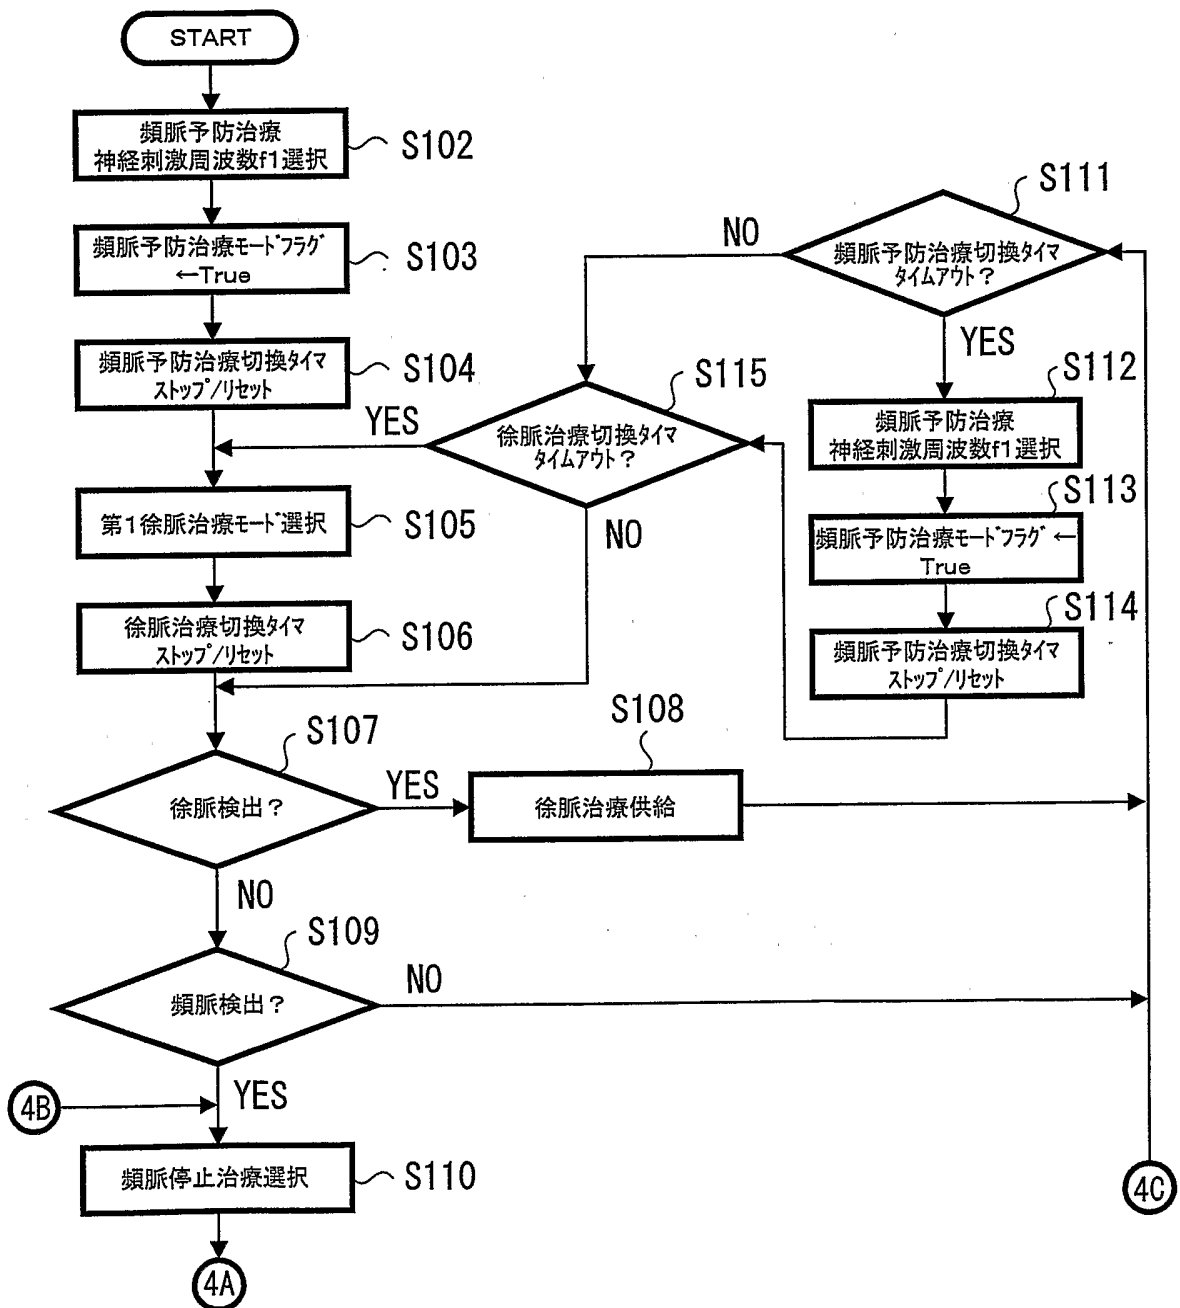 START
頻脈予防治療
神経刺激周波数f1選択
S102
頻脈予防治療モードフラグ
←True
S103
頻脈予防治療切換タイマ
ストップ/リセット
S104
第1徐脈治療モード選択
S105
徐脈治療切換タイマ
ストップ/リセット
S106
徐脈検出?
S107
YES
NO
徐脈治療供給
S108
頻脈検出?
S109
NO
YES
4B
頻脈停止治療選択
S110
4A
頻脈予防治療切換タイマ
タイムアウト?
S111
NO
YES
頻脈予防治療
神経刺激周波数f1選択
S112
頻脈予防治療モードフラグ←
True
S113
頻脈予防治療切換タイマ
ストップ/リセット
S114
徐脈治療切換タイマ
タイムアウト?
S115
YES
NO
4C